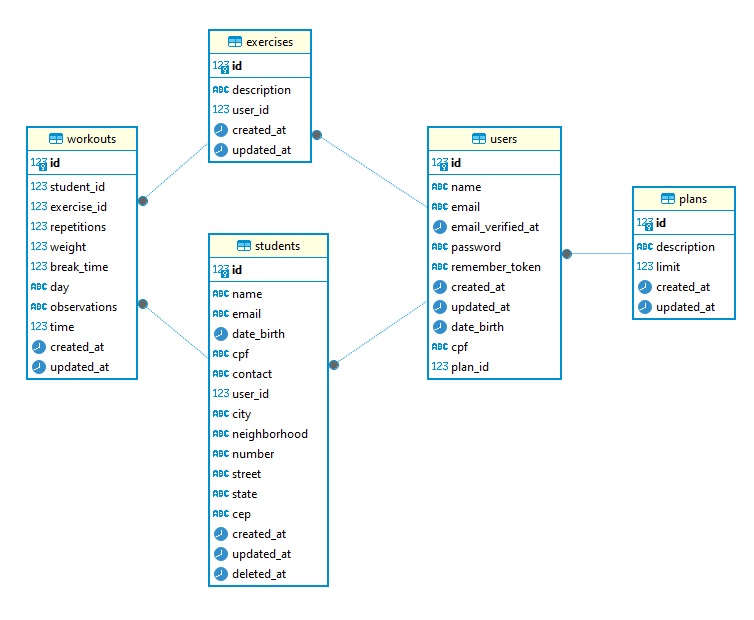 exercises
123 id
ABC description
123 user_id
created_at
updated_at
workouts
123 id
123 student_id
123 exercise_id
123 repetitions
123 weight
123 break_time
ABC day
ABC observations
123 time
created_at
updated_at
students
123 id
ABC name
ABC email
date_birth
ABC cpf
ABC contact
123 user_id
ABC city
ABC neighborhood
ABC number
ABC street
ABC state
ABC cep
created_at
updated_at
deleted_at
users
123 id
ABC name
ABC email
email_verified_at
ABC password
ABC remember_token
created_at
updated_at
date_birth
ABC cpf
123 plan_id
plans
123 id
ABC description
123 limit
created_at
updated_at